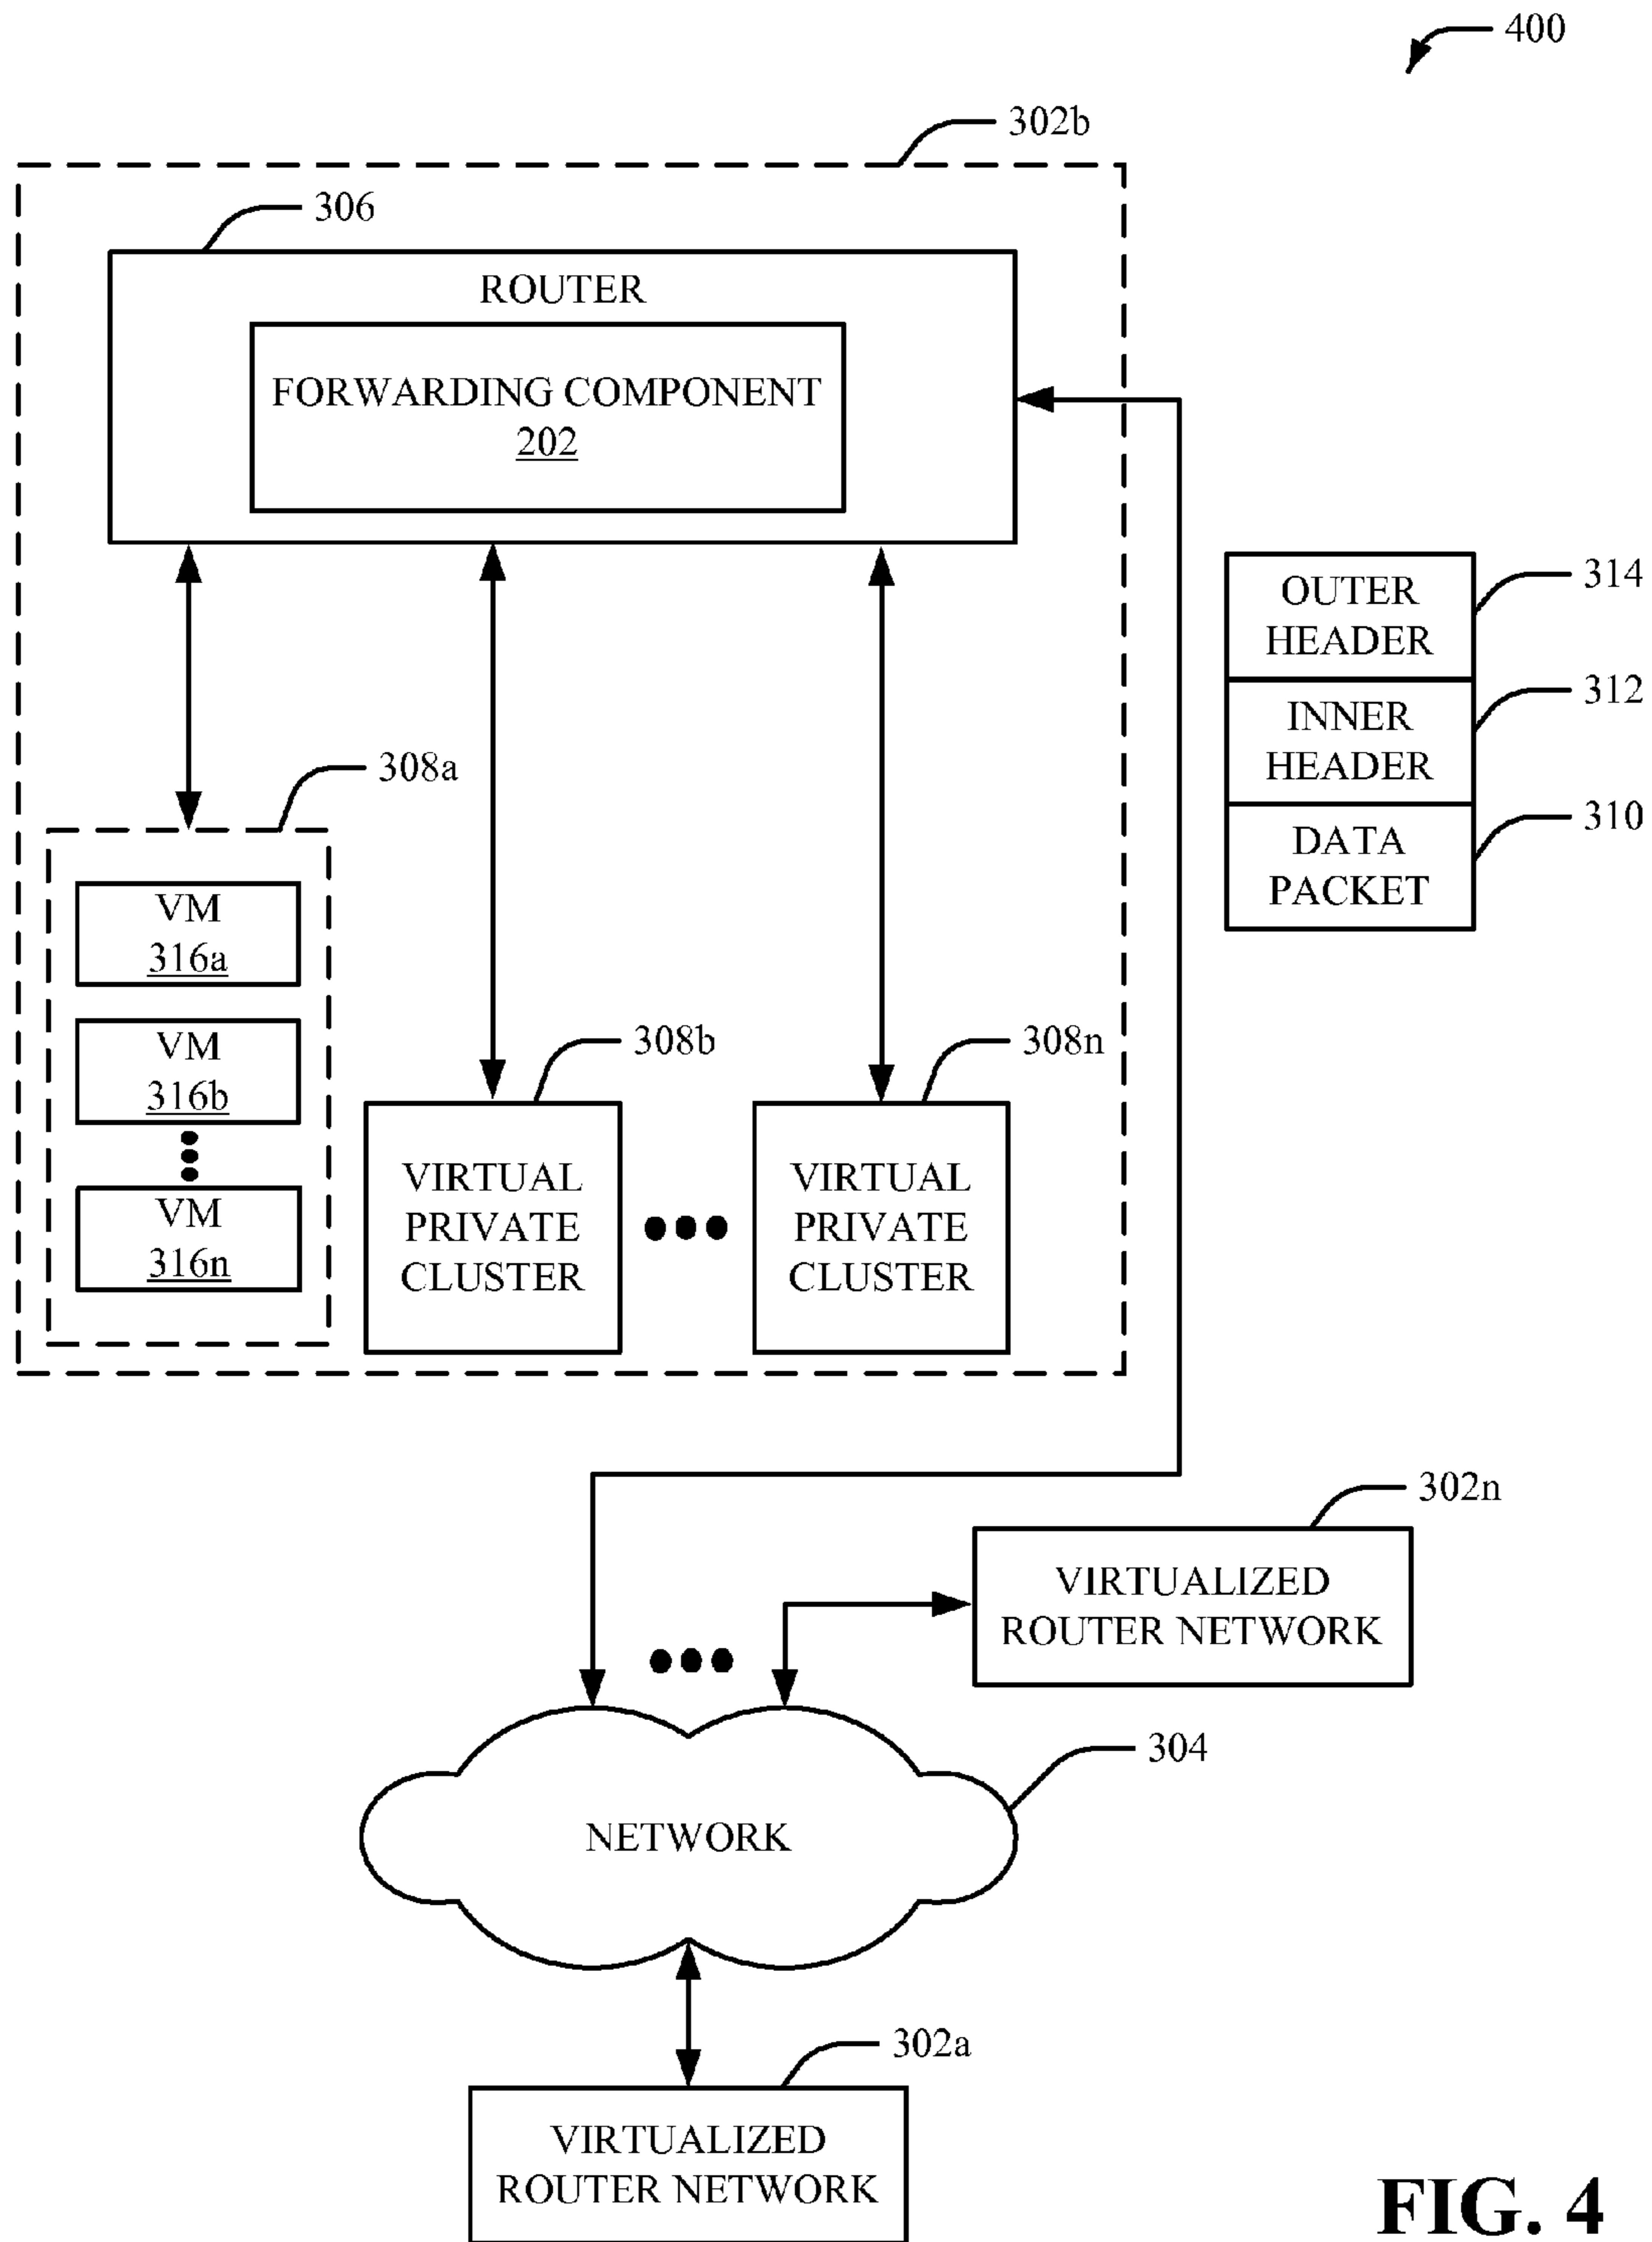 400
302b
306
ROUTER
FORWARDING COMPONENT
202
314
OUTER
HEADER
312
INNER
HEADER
310
DATA
PACKET
308a
VM
316a
VM
316b
VM
316n
308b
VIRTUAL
PRIVATE
CLUSTER
308n
VIRTUAL
PRIVATE
CLUSTER
302n
VIRTUALIZED
ROUTER NETWORK
304
NETWORK
302a
VIRTUALIZED
ROUTER NETWORK
FIG. 4